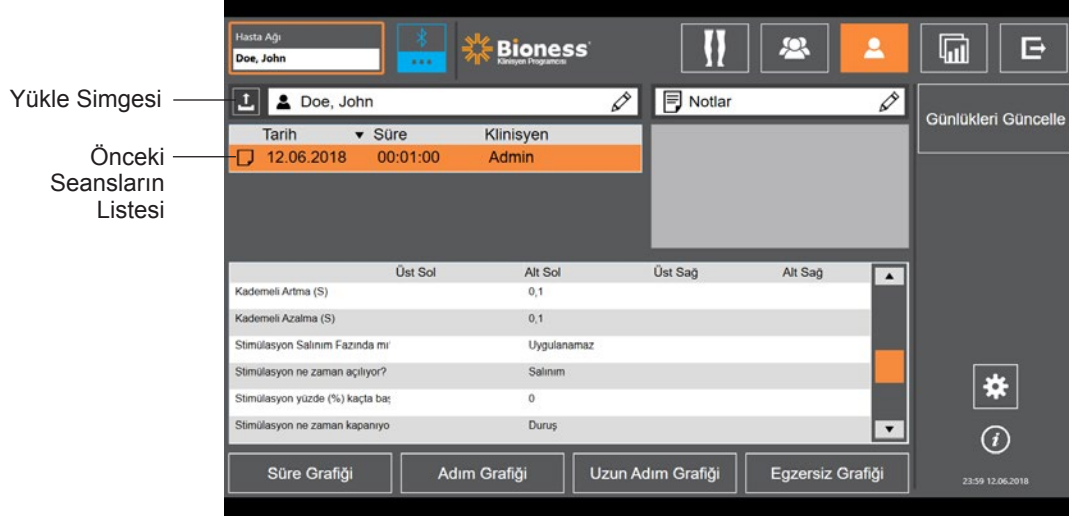 Hasta Ağı
Doe, John
Bioness
Klinisyen Programcısı
Yükle Simgesi
Doe, John
Notlar
Günlükleri Güncelle
Tarih Süre Klinisyen
12.06.2018 00:01:00 Admin
Önceki
Seansların
Listesi
Üst Sol Alt Sol Üst Sağ Alt Sağ
Kademeli Artma (S) 0,1
Kademeli Azalma (S) 0,1
Stimülasyon Salınım Fazında mı Uygulanamaz
Stimülasyon ne zaman açılıyor? Salınım
Stimülasyon yüzde (%) kaçta baş 0
Stimülasyon ne zaman kapanıyo Duruş
Süre Grafiği Adım Grafiği Uzun Adım Grafiği Egzersiz Grafiği
23:59 12.06.2018